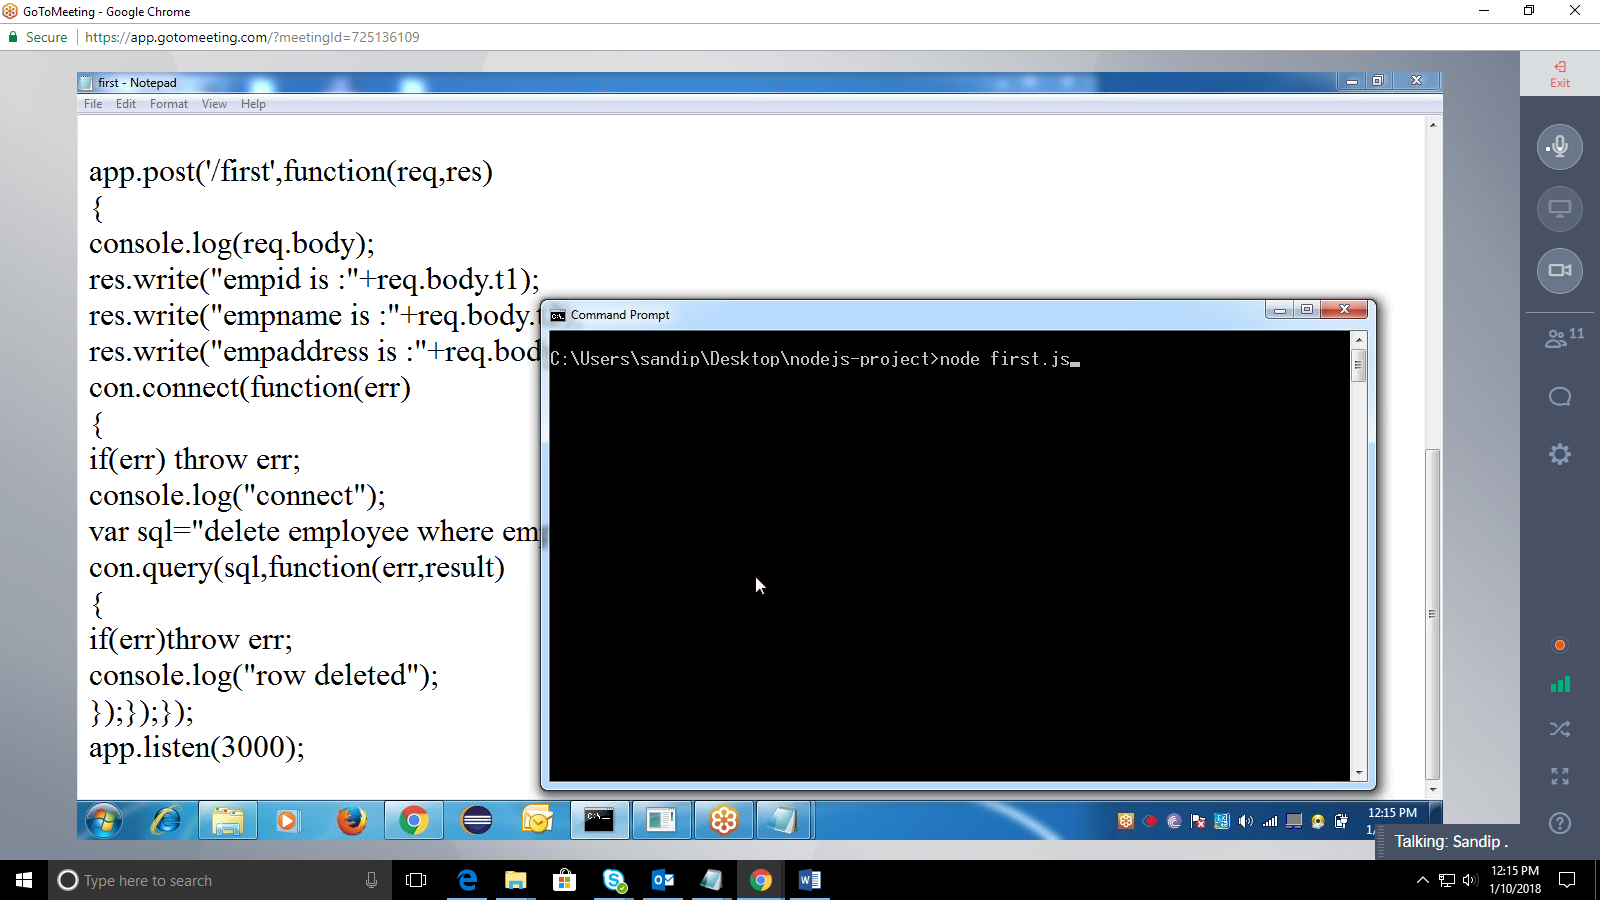 GoToMeeting - Google Chrome
Secure https://app.gotomeeting.com/?meetingId=725136109
Exit
first - Notepad
File Edit Format View Help
app.post('/first',function(req,res)
{
console.log(req.body);
res.write("empid is :"+req.body.t1);
res.write("empname is :"+req.body.
res.write("empaddress is :"+req.bod
con.connect(function(err)
{
if(err) throw err;
console.log("connect");
var sql="delete employee where em
con.query(sql,function(err,result)
{
if(err)throw err;
console.log("row deleted");
});});});
app.listen(3000);
Command Prompt
C:\Users\sandip\Desktop\nodejs-project>node first.js
11
12:15 PM
Talking: Sandip .
Type here to search
12:15 PM
1/10/2018